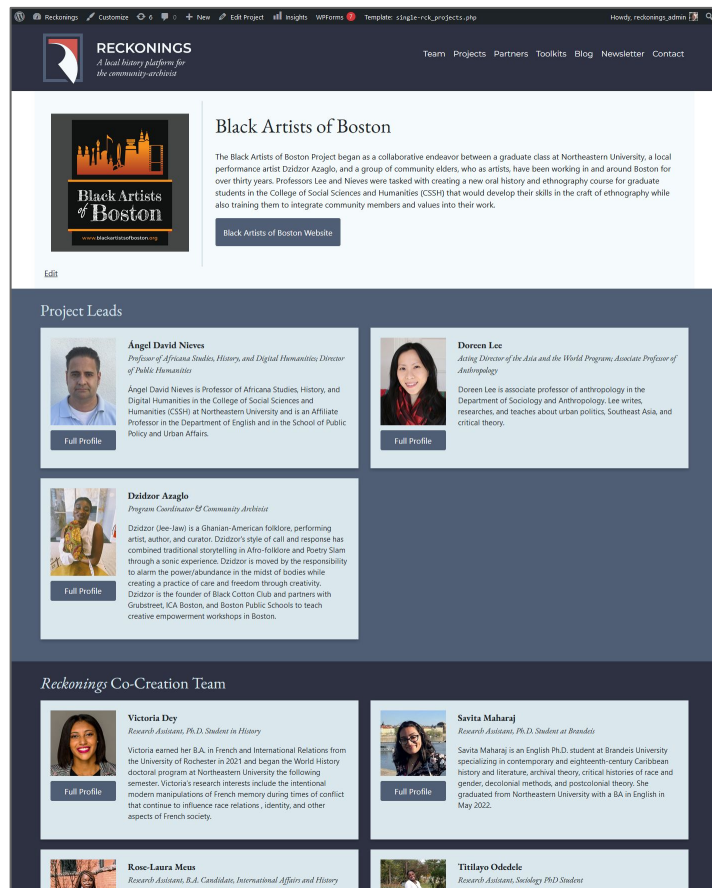 Reckonings Customize 6 0 New Edit Project Insights WPForms 7 Template: single-rck_projects.php Howdy, reckonings_admin
RECKONINGS
A local history platform for
the community-archivist
Team Projects Partners Toolkits Blog Newsletter Contact
Black Artists
of Boston
www.blackartistsofboston.org
Black Artists of Boston
The Black Artists of Boston Project began as a collaborative endeavor between a graduate class at Northeastern University, a local
performance artist Dzidzor Azaglo, and a group of community elders, who as artists, have been working in and around Boston for
over thirty years. Professors Lee and Nieves were tasked with creating a new oral history and ethnography course for graduate
students in the College of Social Sciences and Humanities (CSSH) that would develop their skills in the craft of ethnography while
also training them to integrate community members and values into their work.
Black Artists of Boston Website
Edit
Project Leads
Ángel David Nieves
Professor of Africana Studies, History, and Digital Humanities; Director
of Public Humanities
Ángel David Nieves is Professor of Africana Studies, History, and
Digital Humanities in the College of Social Sciences and
Humanities (CSSH) at Northeastern University and is an Affiliate
Professor in the Department of English and in the School of Public
Policy and Urban Affairs.
Full Profile
Doreen Lee
Acting Director of the Asia and the World Program; Associate Professor of
Anthropology
Doreen Lee is associate professor of anthropology in the
Department of Sociology and Anthropology. Lee writes,
researches, and teaches about urban politics, Southeast Asia, and
critical theory.
Full Profile
Dzidzor Azaglo
Program Coordinator & Community Archivist
Dzidzor (Jee-Jaw) is a Ghanian-American folklore, performing
artist, author, and curator. Dzidzor's style of call and response has
combined traditional storytelling in Afro-folklore and Poetry Slam
through a sonic experience. Dzidzor is moved by the responsibility
to alarm the power/abundance in the midst of bodies while
creating a practice of care and freedom through creativity.
Dzidzor is the founder of Black Cotton Club and partners with
Grubstreet, ICA Boston, and Boston Public Schools to teach
creative empowerment workshops in Boston.
Full Profile
Reckonings Co-Creation Team
Victoria Dey
Research Assistant, Ph.D. Student in History
Victoria earned her B.A. in French and International Relations from
the University of Rochester in 2021 and began the World History
doctoral program at Northeastern University the following
semester. Victoria's research interests include the intentional
modern manipulations of French memory during times of conflict
that continue to influence race relations , identity, and other
aspects of French society.
Full Profile
Savita Maharaj
Research Assistant, Ph.D. Student at Brandeis
Savita Maharaj is an English Ph.D. student at Brandeis University
specializing in contemporary and eighteenth-century Caribbean
history and literature, archival theory, critical histories of race and
gender, decolonial methods, and postcolonial theory. She
graduated from Northeastern University with a BA in English in
May 2022.
Full Profile
Rose-Laura Meus
Research Assistant, B.A. Candidate, International Affairs and History
Titilayo Odedele
Research Assistant, Sociology PhD Student